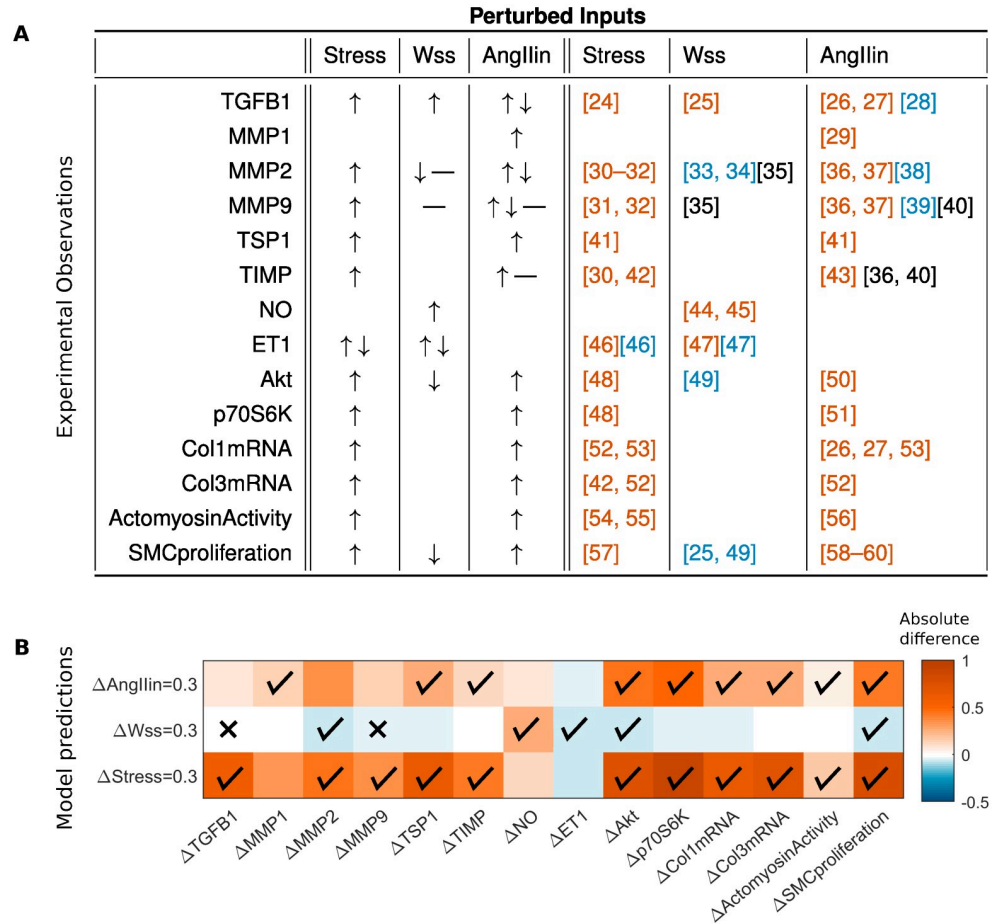 Perturbed Inputs
A
Stress Wss AngIIin Stress Wss AngIIin
Experimental Observations
TGFB1 ↑ ↑ ↑↓ [24] [25] [26, 27] [28]
MMP1 ↑ [29]
MMP2 ↑ ↓— ↑↓ [30–32] [33, 34][35] [36, 37][38]
MMP9 ↑ — ↑↓— [31, 32] [35] [36, 37] [39][40]
TSP1 ↑ ↑ [41] [41]
TIMP ↑ ↑— [30, 42] [43] [36, 40]
NO ↑ [44, 45]
ET1 ↑↓ ↑↓ [46][46] [47][47]
Akt ↑ ↓ ↑ [48] [49] [50]
p70S6K ↑ ↑ [48] [51]
Col1mRNA ↑ ↑ [52, 53] [26, 27, 53]
Col3mRNA ↑ ↑ [42, 52] [52]
ActomyosinActivity ↑ ↑ [54, 55] [56]
SMCproliferation ↑ ↓ ↑ [57] [25, 49] [58–60]
B
Model predictions
Absolute
difference
ΔAngIIin=0.3
ΔWss=0.3
ΔStress=0.3
1
0.5
0
-0.5
ΔTGFB1
ΔMMP1
ΔMMP2
ΔMMP9
ΔTSP1
ΔTIMP
ΔNO
ΔET1
ΔAkt
Δp70S6K
ΔCol1mRNA
ΔCol3mRNA
ΔActomyosinActivity
ΔSMCproliferation